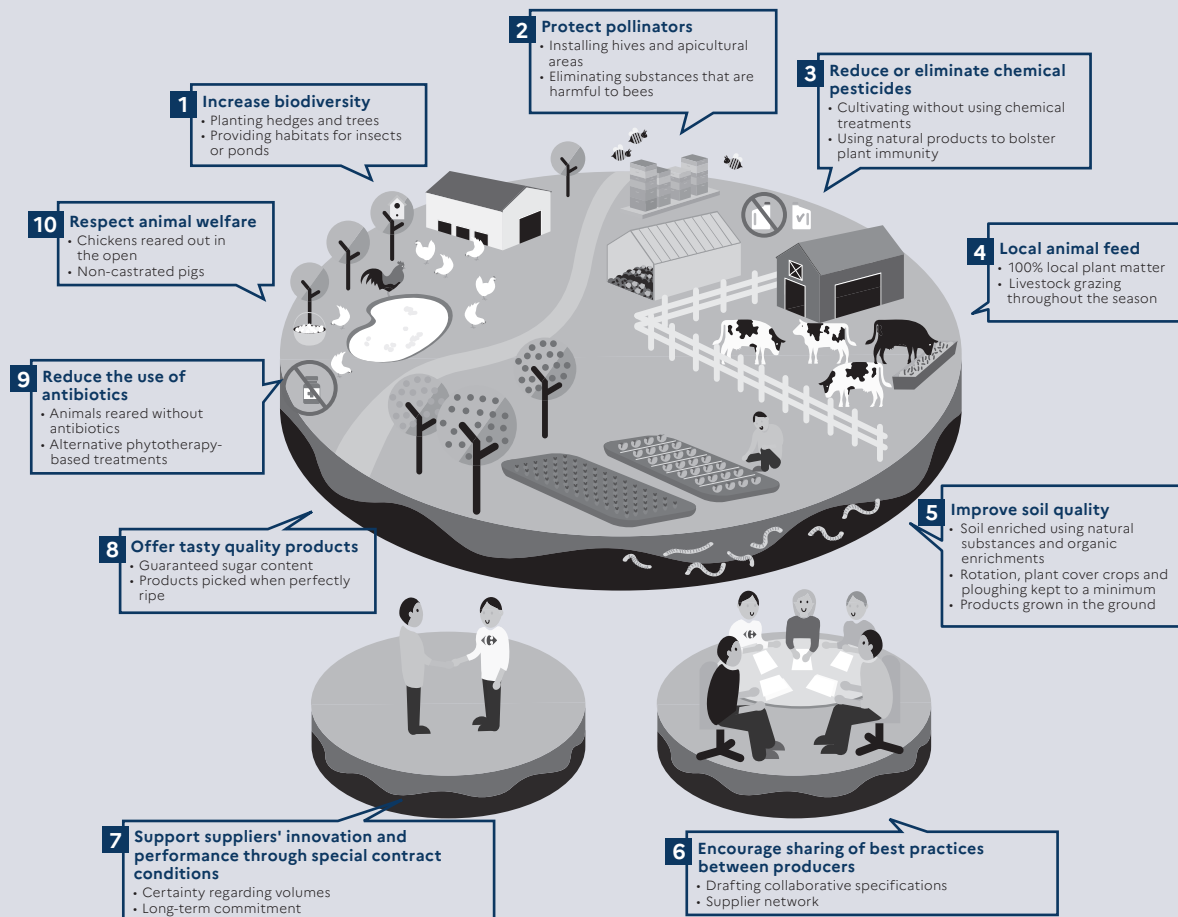 1
Increase biodiversity
• Planting hedges and trees
• Providing habitats for insects
or ponds
2
Protect pollinators
• Installing hives and apicultural
areas
• Eliminating substances that are
harmful to bees
3
Reduce or eliminate chemical
pesticides
• Cultivating without using chemical
treatments
• Using natural products to bolster
plant immunity
4
Local animal feed
• 100% local plant matter
• Livestock grazing
throughout the season
5
Improve soil quality
• Soil enriched using natural
substances and organic
enrichments
• Rotation, plant cover crops and
ploughing kept to a minimum
• Products grown in the ground
6
Encourage sharing of best practices
between producers
• Drafting collaborative specifications
• Supplier network
7
Support suppliers' innovation and
performance through special contract
conditions
• Certainty regarding volumes
• Long-term commitment
8
Offer tasty quality products
• Guaranteed sugar content
• Products picked when perfectly
ripe
9
Reduce the use of
antibiotics
• Animals reared without
antibiotics
• Alternative phytotherapy-
based treatments
10
Respect animal welfare
• Chickens reared out in
the open
• Non-castrated pigs